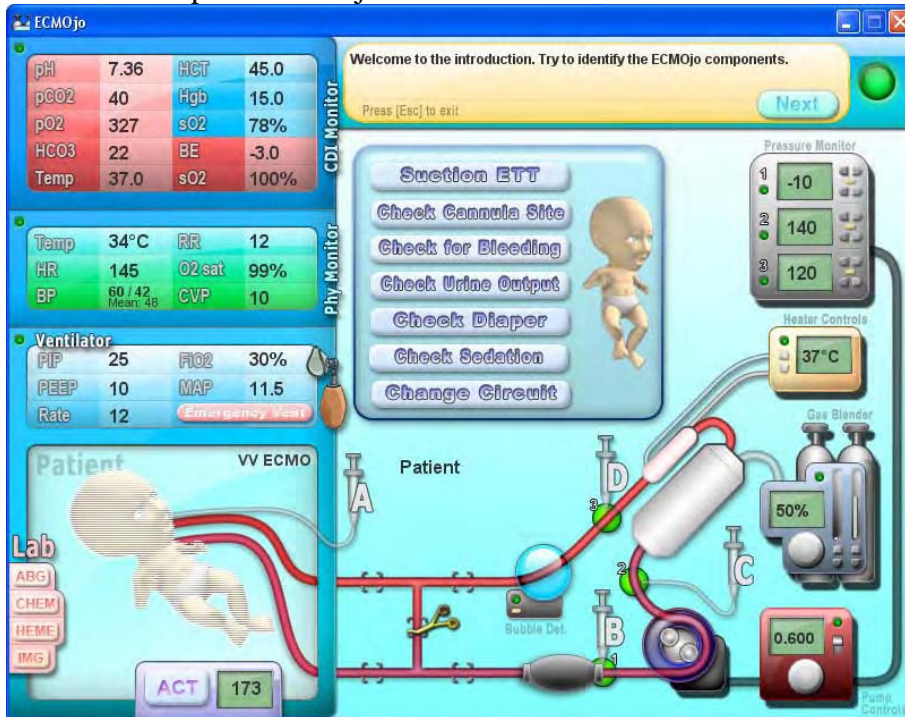 ECMOjo
pH 7.36 HCT 45.0
pCO2 40 Hgb 15.0
pO2 327 sO2 78%
HCO3 22 BE -3.0
Temp 37.0 sO2 100%
CDI Monitor
Welcome to the introduction. Try to identify the ECMOjo components.
Press [Esc] to exit
Next
Temp 34°C RR 12
HR 145 O2 sat 99%
BP 60 / 42 CVP 10
Mean: 48
Phy Monitor
Ventilator
PIP 25 FiO2 30%
PEEP 10 MAP 11.5
Rate 12 Emergency Vent
Suction ETT
Check Cannula Site
Check for Bleeding
Check Urine Output
Check Diaper
Check Sedation
Change Circuit
Pressure Monitor
1 -10
2 140
3 120
Heater Controls
37°C
Gas Blender
50%
Patient
VV ECMO
Patient
A
D
3
C
2
B
1
Bubble Det.
Lab
ABG
CHEM
HEME
IMG
ACT 173
0.600
Pump
Controls